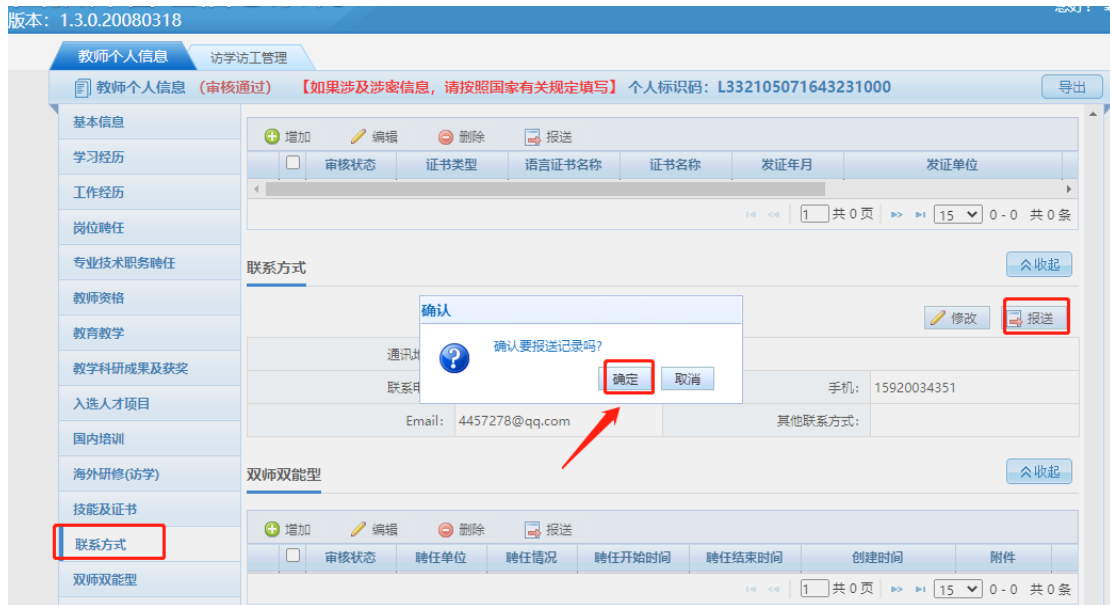 版本：1.3.0.20080318
您好！
教师个人信息 访学访工管理
教师个人信息 (审核通过) 【如果涉及涉密信息，请按照国家有关规定填写】 个人标识码：L332105071643231000 导出
基本信息
学习经历
工作经历
岗位聘任
专业技术职务聘任
教师资格
教育教学
教学科研成果及获奖
入选人才项目
国内培训
海外研修(访学)
技能及证书
联系方式
双师双能型
增加 编辑 删除 报送
审核状态 证书类型 语言证书名称 证书名称 发证年月 发证单位
1 共0页 15 0-0 共0条
联系方式 收起
修改 报送
确认
确认要报送记录吗?
确定 取消
通讯
联系
手机： 15920034351
Email: 4457278@qq.com 其他联系方式：
双师双能型 收起
增加 编辑 删除 报送
审核状态 聘任单位 聘任情况 聘任开始时间 聘任结束时间 创建时间 附件
1 共0页 15 0-0 共0条